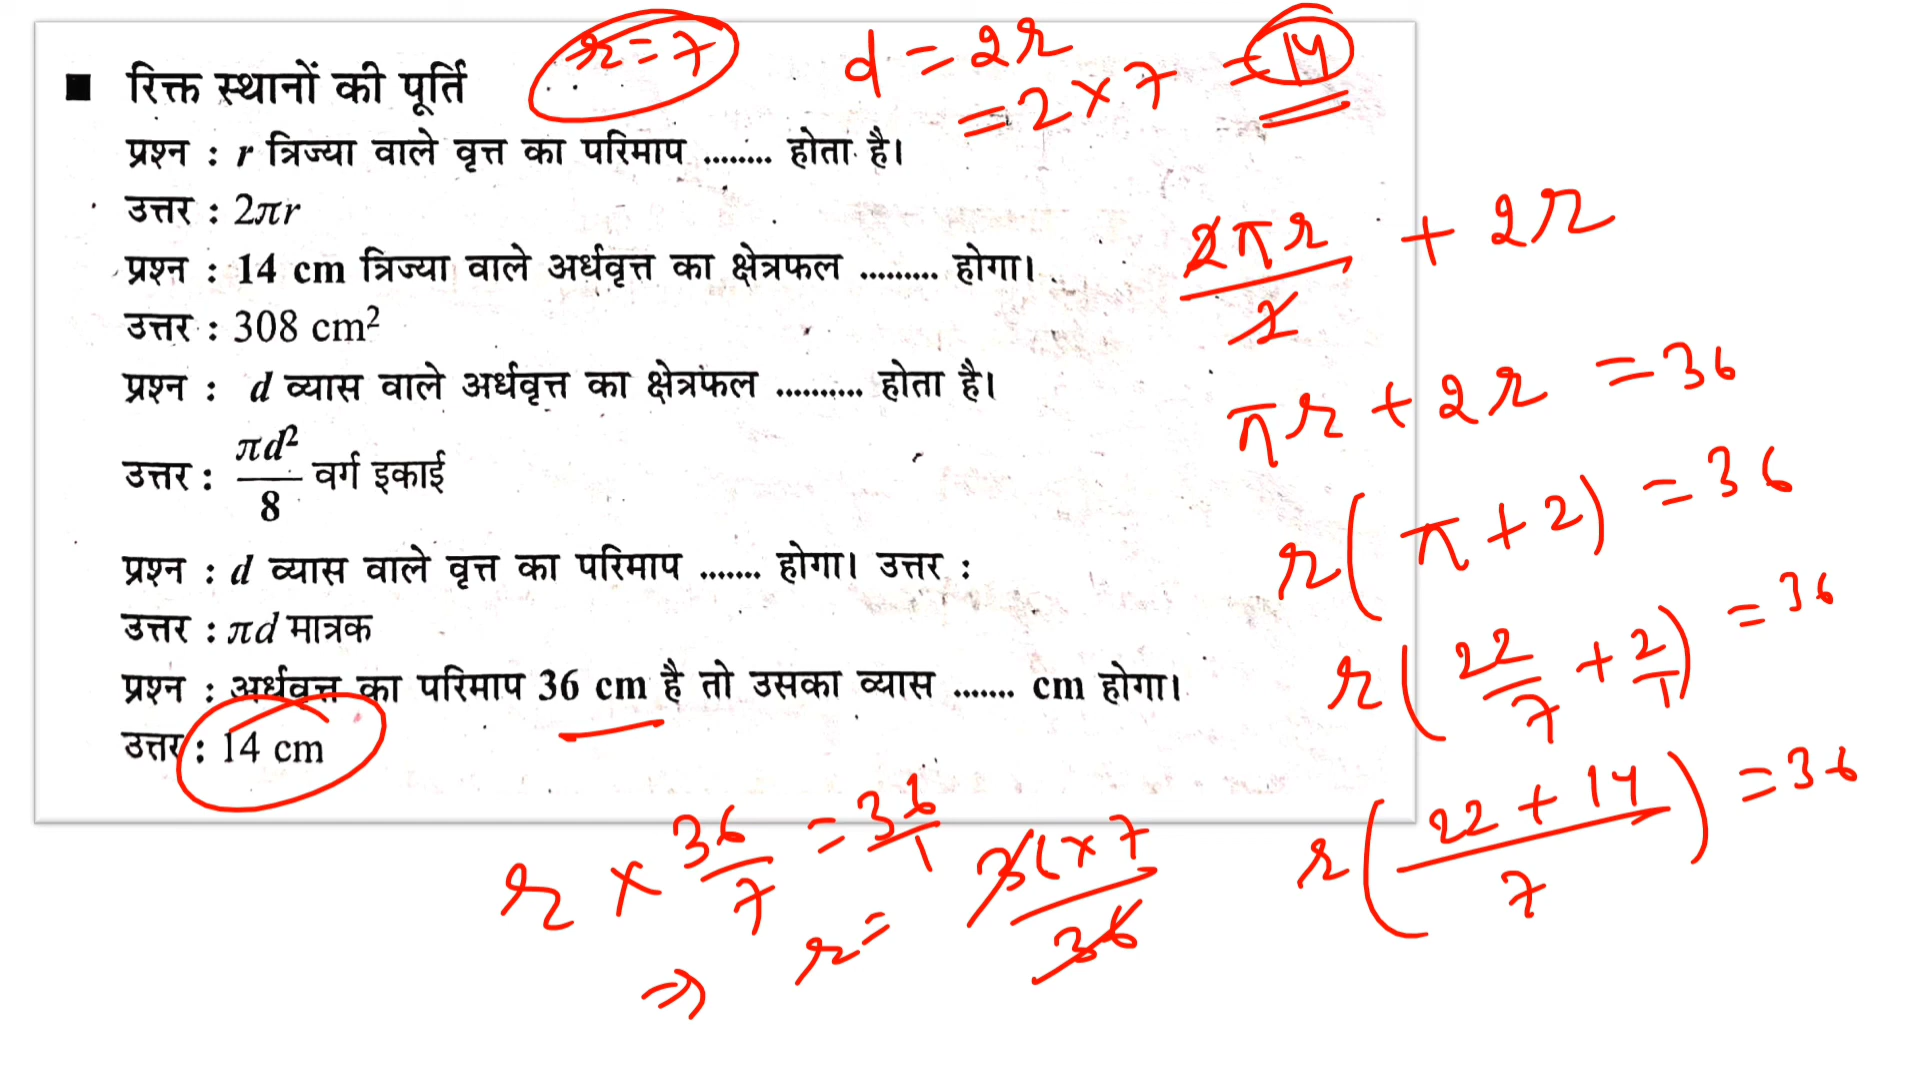 ■ रिक्त स्थानों की पूर्ति
r = 7
d = 2r
= 2 × 7 = 14
प्रश्न : r त्रिज्या वाले वृत्त का परिमाप ........ होता है।
उत्तर : 2πr
प्रश्न : 14 cm त्रिज्या वाले अर्धवृत्त का क्षेत्रफल ......... होगा।
उत्तर : 308 cm²
प्रश्न : d व्यास वाले अर्धवृत्त का क्षेत्रफल .......... होता है।
उत्तर : πd²/8 वर्ग इकाई
प्रश्न : d व्यास वाले वृत्त का परिमाप ....... होगा। उत्तर :
उत्तर : πd मात्रक
प्रश्न : अर्धवृत्त का परिमाप 36 cm है तो उसका व्यास ....... cm होगा।
उत्तर : 14 cm
2πr/2 + 2r
πr + 2r = 36
r(π + 2) = 36
r(22/7 + 2/1) = 36
r(22 + 14/7) = 36
r × 36/7 = 36/1
⇒ r = 36 × 7/36